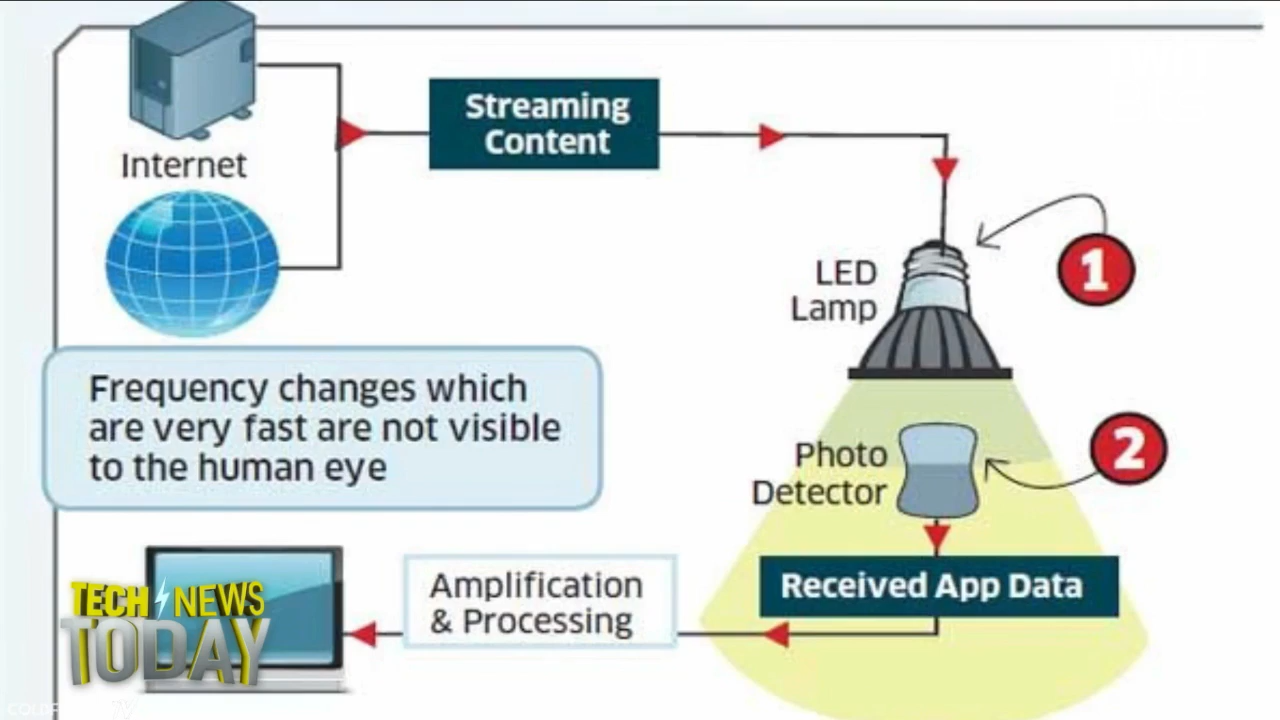 Internet
Streaming
Content
1
LED
Lamp
Frequency changes which
are very fast are not visible
to the human eye
Photo
Detector
2
Received App Data
Amplification
& Processing
TECH NEWS
TODAY